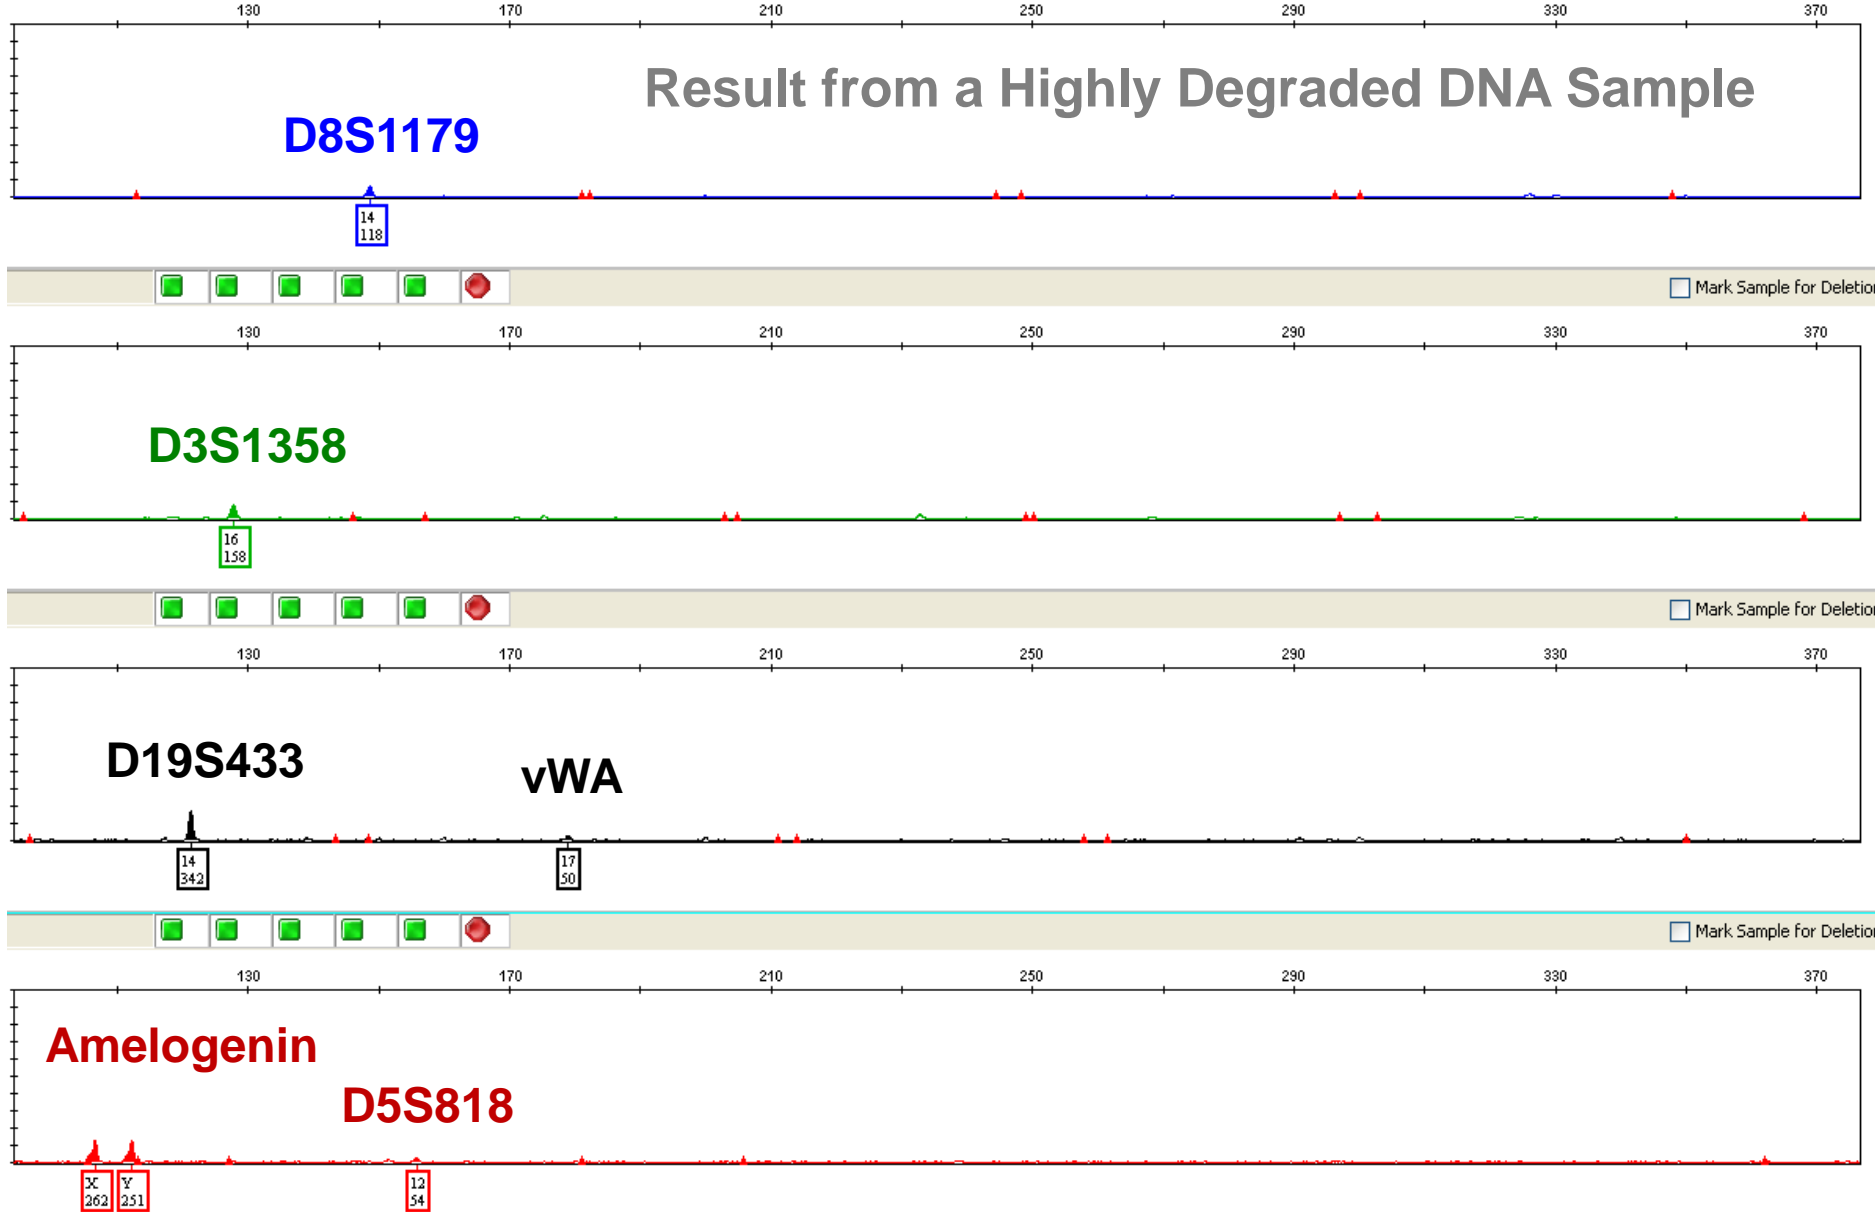 130 170 210 250 290 330 370
Result from a Highly Degraded DNA Sample
D8S1179
14
118
Mark Sample for Deletion
130 170 210 250 290 330 370
D3S1358
16
158
Mark Sample for Deletion
130 170 210 250 290 330 370
D19S433 vWA
14 17
342 50
Mark Sample for Deletion
130 170 210 250 290 330 370
Amelogenin
D5S818
X Y 12
262 251 54